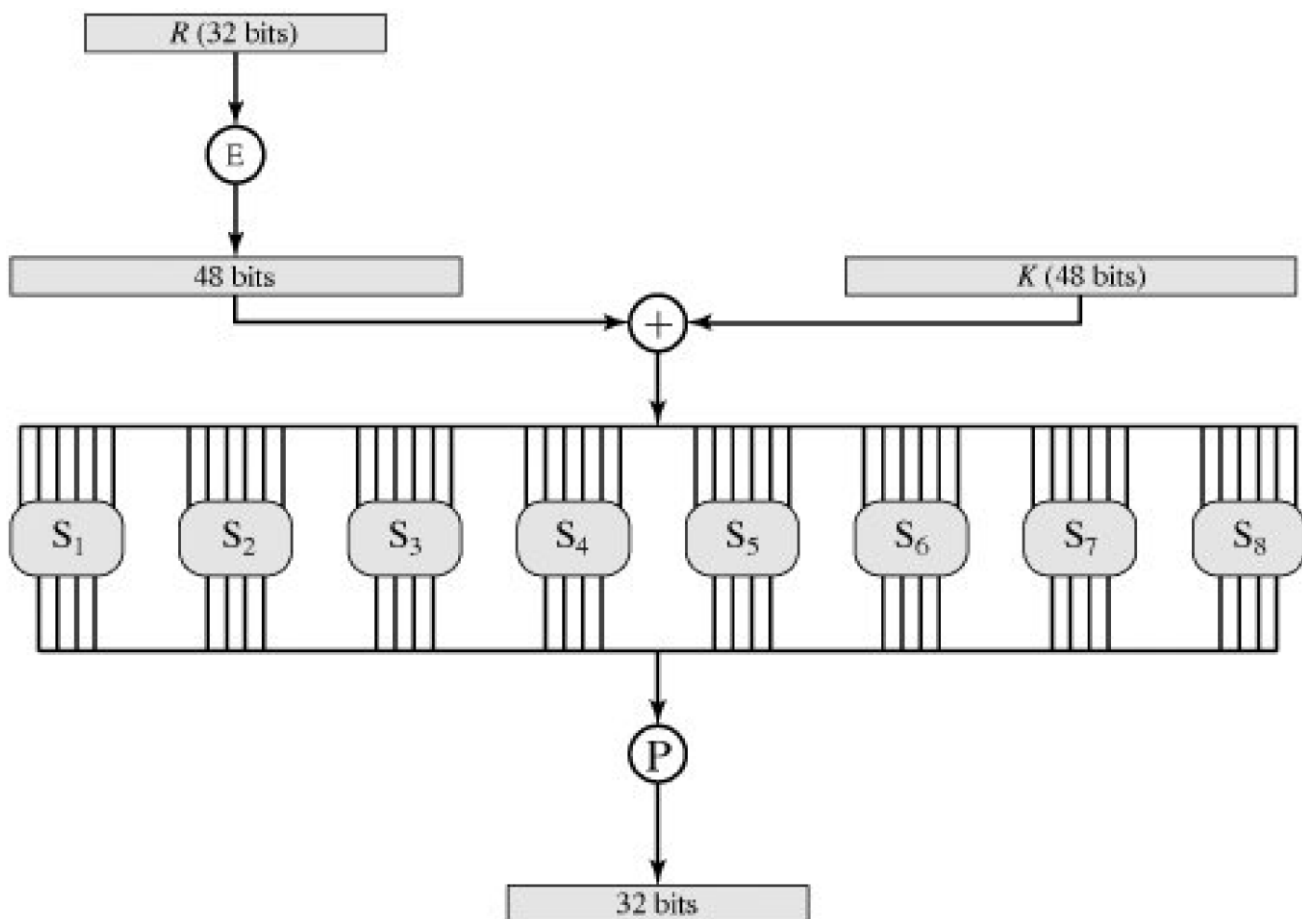 R (32 bits)
E
48 bits
K (48 bits)
+
S1
S2
S3
S4
S5
S6
S7
S8
P
32 bits